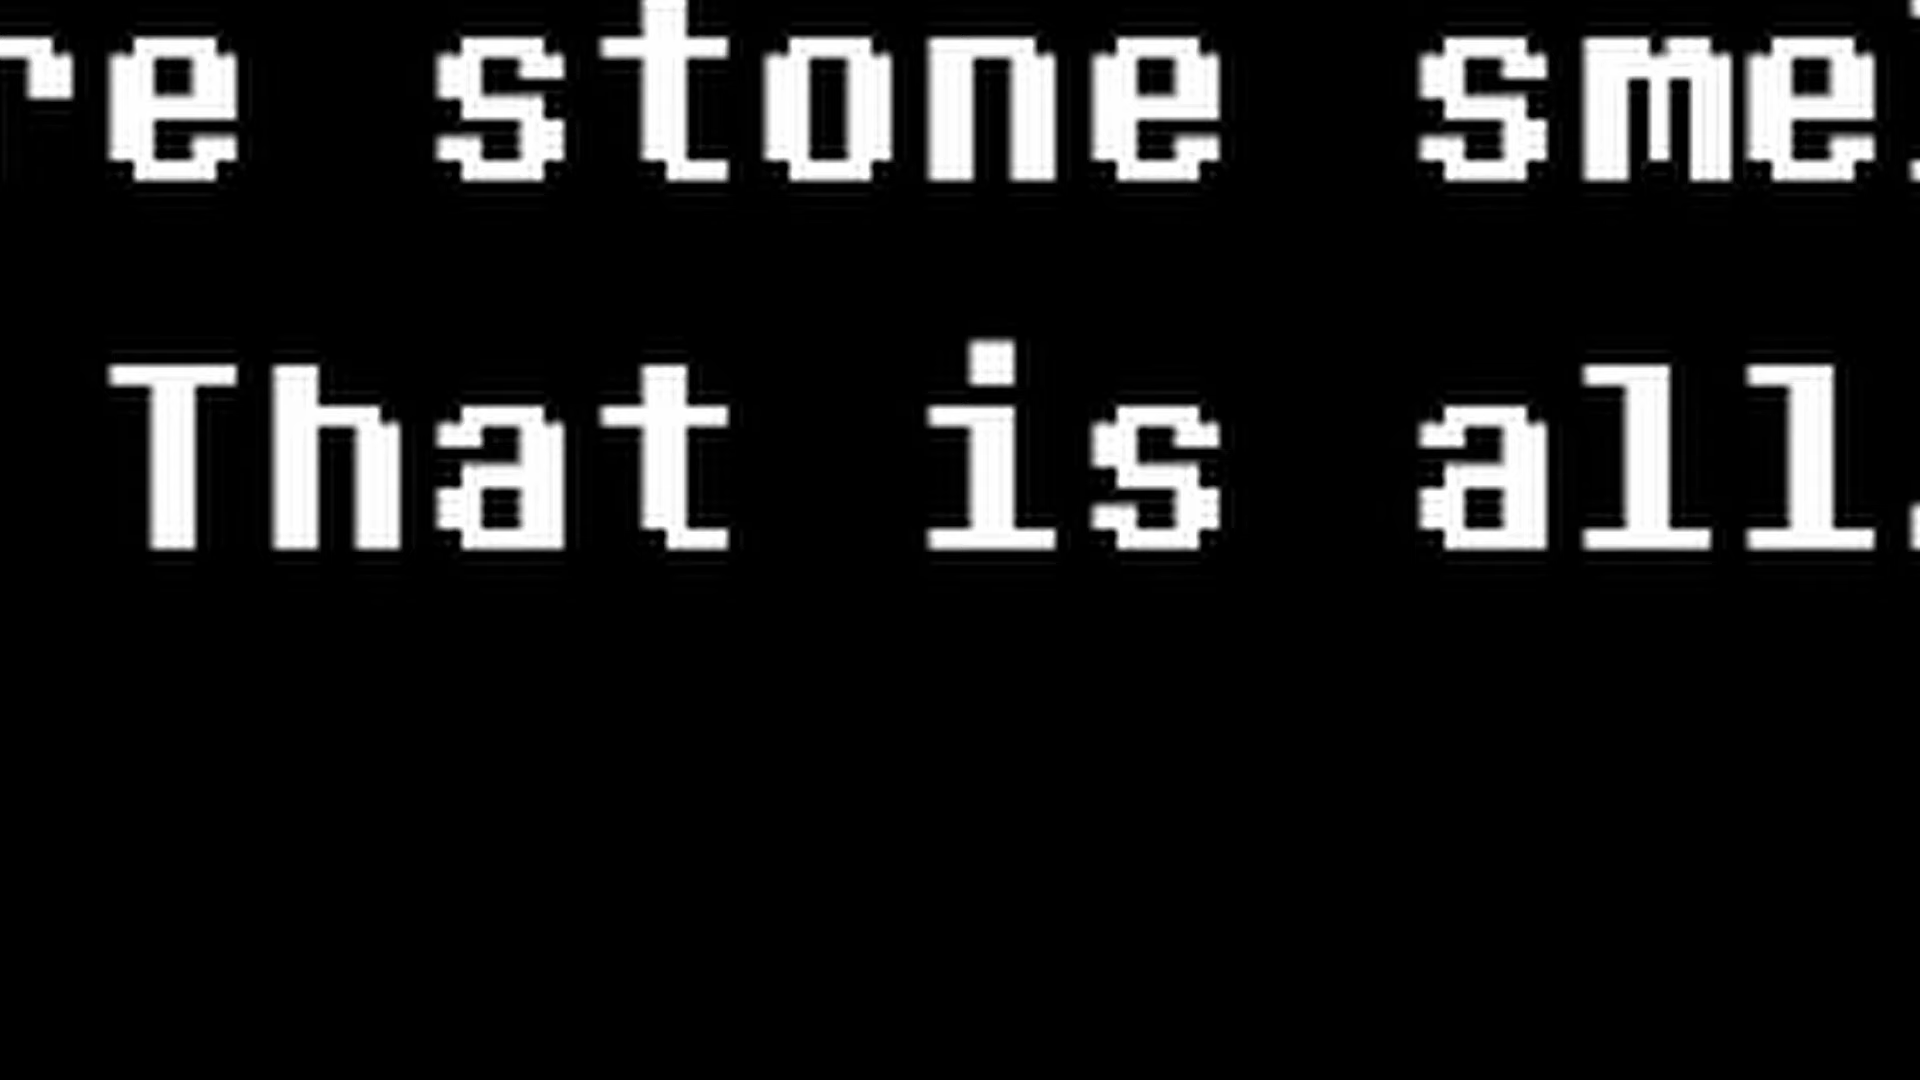 re stone sme
That is all.